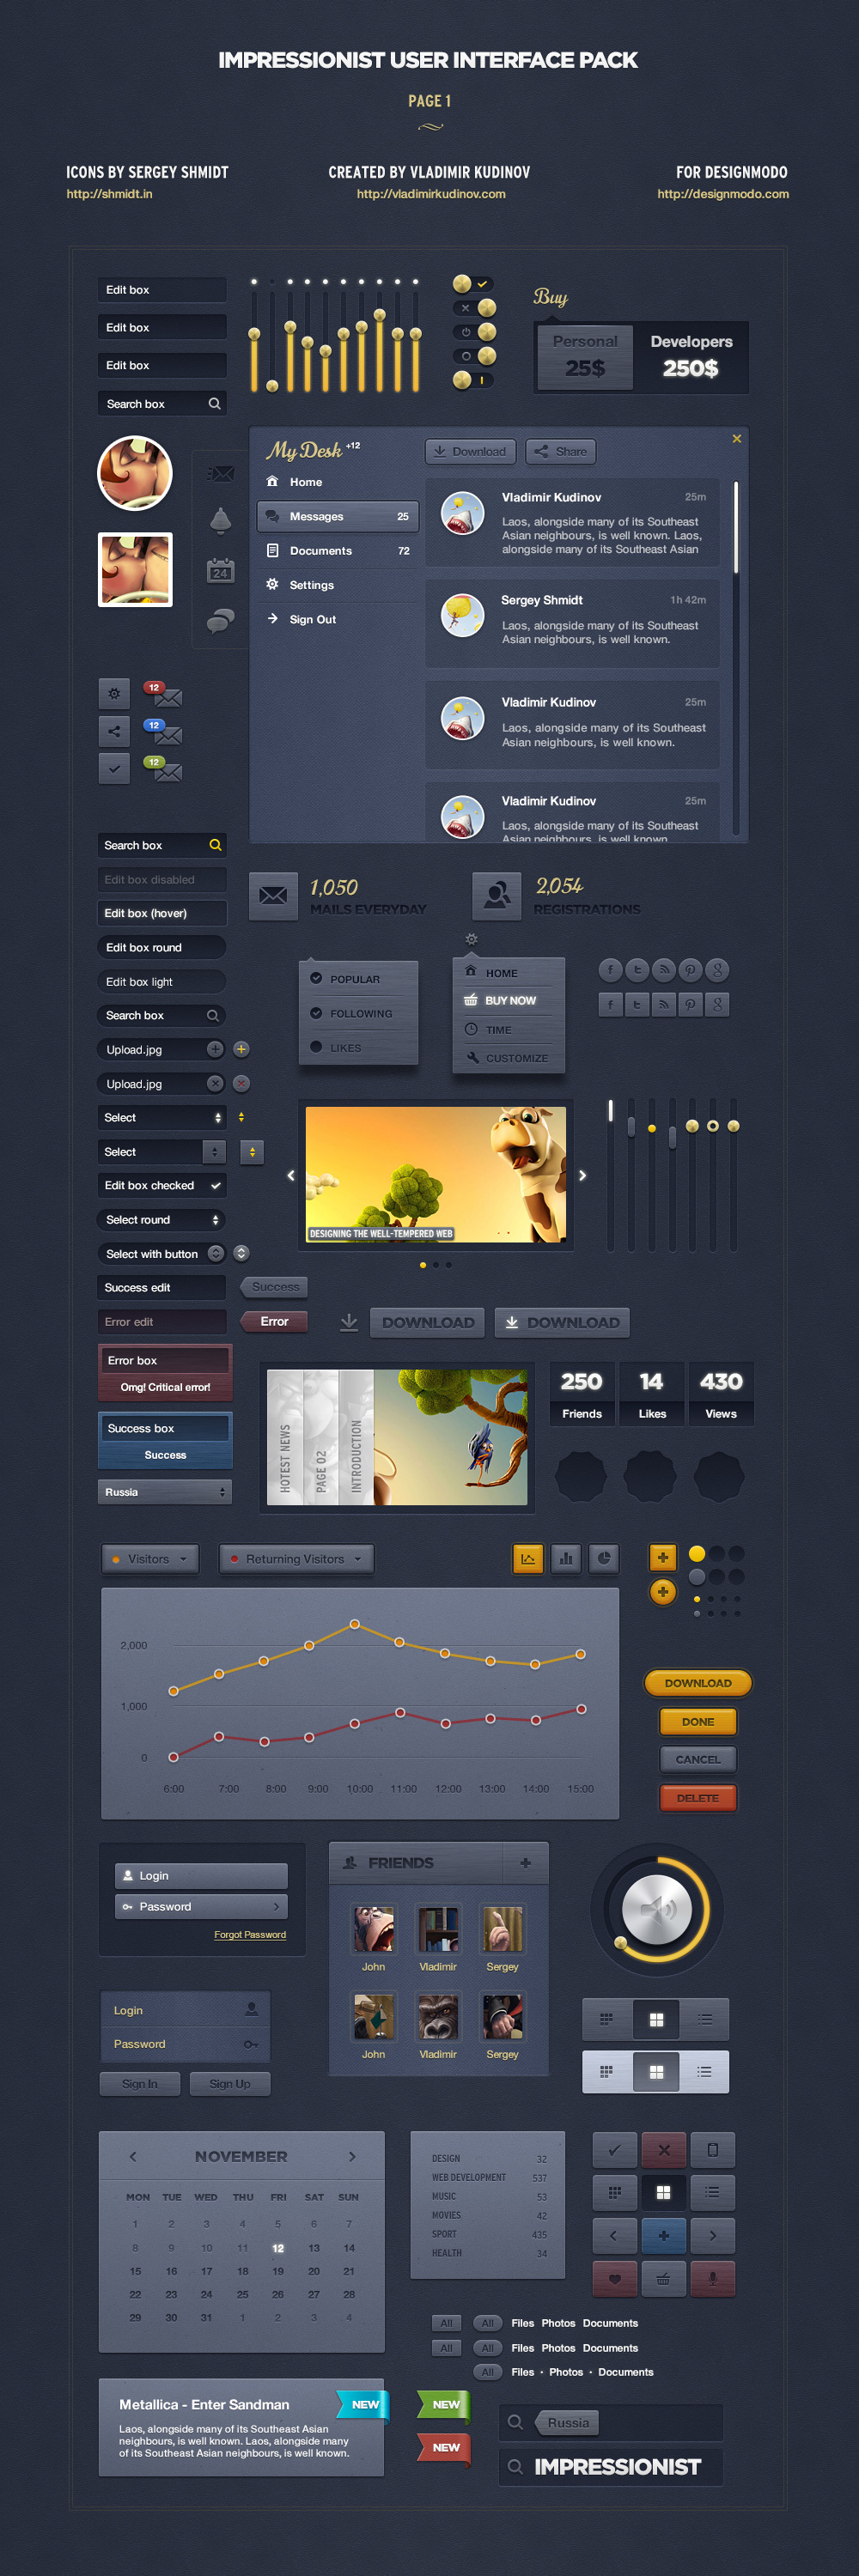 IMPRESSIONIST USER INTERFACE PACK
PAGE 1
ICONS BY SERGEY SHMIDT
http://shmidt.in
CREATED BY VLADIMIR KUDINOV
http://vladimirkudinov.com
FOR DESIGNMODO
http://designmodo.com
Edit box
Edit box
Edit box
Search box
Buy
Personal
25$
Developers
250$
24
My Desk +12
Home
Messages 25
Documents 72
Settings
Sign Out
Download
Share
Vladimir Kudinov 25m
Laos, alongside many of its Southeast
Asian neighbours, is well known. Laos,
alongside many of its Southeast Asian
Sergey Shmidt 1h 42m
Laos, alongside many of its Southeast
Asian neighbours, is well known.
Vladimir Kudinov 25m
Laos, alongside many of its Southeast
Asian neighbours, is well known.
Vladimir Kudinov 25m
Laos, alongside many of its Southeast
Asian neighbours, is well known
12
12
12
Search box
Edit box disabled
Edit box (hover)
Edit box round
Edit box light
Search box
Upload.jpg
Upload.jpg
Select
Select
Edit box checked
Select round
Select with button
Success edit
Success
Error edit
Error
Error box
Omg! Critical error!
Success box
Success
Russia
1,050
MAILS EVERYDAY
2,054
REGISTRATIONS
POPULAR
FOLLOWING
LIKES
HOME
BUY NOW
TIME
CUSTOMIZE
DESIGNING THE WELL-TEMPERED WEB
DOWNLOAD
DOWNLOAD
HOTEST NEWS
PAGE 02
INTRODUCTION
250
Friends
14
Likes
430
Views
Visitors
Returning Visitors
2,000
1,000
0
6:00 7:00 8:00 9:00 10:00 11:00 12:00 13:00 14:00 15:00
DOWNLOAD
DONE
CANCEL
DELETE
Login
Password
Forgot Password
Login
Password
Sign In
Sign Up
FRIENDS
John Vladimir Sergey
John Vladimir Sergey
NOVEMBER
MON TUE WED THU FRI SAT SUN
1 2 3 4 5 6 7
8 9 10 11 12 13 14
15 16 17 18 19 20 21
22 23 24 25 26 27 28
29 30 31 1 2 3 4
DESIGN 32
WEB DEVELOPMENT 537
MUSIC 53
MOVIES 42
SPORT 435
HEALTH 34
All All Files Photos Documents
All All Files Photos Documents
All Files • Photos • Documents
Metallica - Enter Sandman
Laos, alongside many of its Southeast Asian
neighbours, is well known. Laos, alongside many
of its Southeast Asian neighbours, is well known.
NEW
NEW
NEW
Russia
IMPRESSIONIST